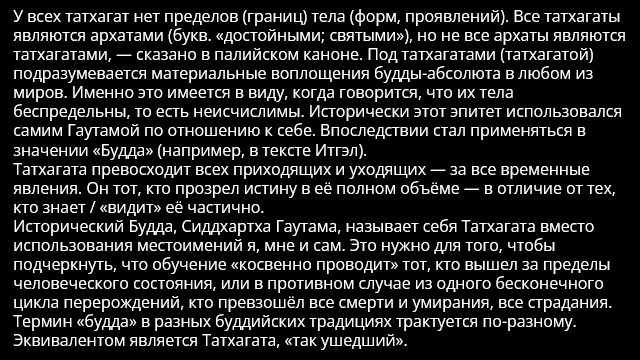 У всех татхагат нет пределов (границ) тела (форм, проявлений). Все татхагаты
являются архатами (букв. «достойными; святыми»), но не все архаты являются
татхагатами, — сказано в палийском каноне. Под татхагатами (татхагатой)
подразумевается материальные воплощения будды-абсолюта в любом из
миров. Именно это имеется в виду, когда говорится, что их тела
беспредельны, то есть неисчислимы. Исторически этот эпитет использовался
самим Гаутамой по отношению к себе. Впоследствии стал применяться в
значении «Будда» (например, в тексте Итгэл).
Татхагата превосходит всех приходящих и уходящих — за все временные
явления. Он тот, кто прозрел истину в её полном объёме — в отличие от тех,
кто знает / «видит» её частично.
Исторический Будда, Сиддхартха Гаутама, называет себя Татхагата вместо
использования местоимений я, мне и сам. Это нужно для того, чтобы
подчеркнуть, что обучение «косвенно проводит» тот, кто вышел за пределы
человеческого состояния, или в противном случае из одного бесконечного
цикла перерождений, кто превзошёл все смерти и умирания, все страдания.
Термин «будда» в разных буддийских традициях трактуется по-разному.
Эквивалентом является Татхагата, «так ушедший».